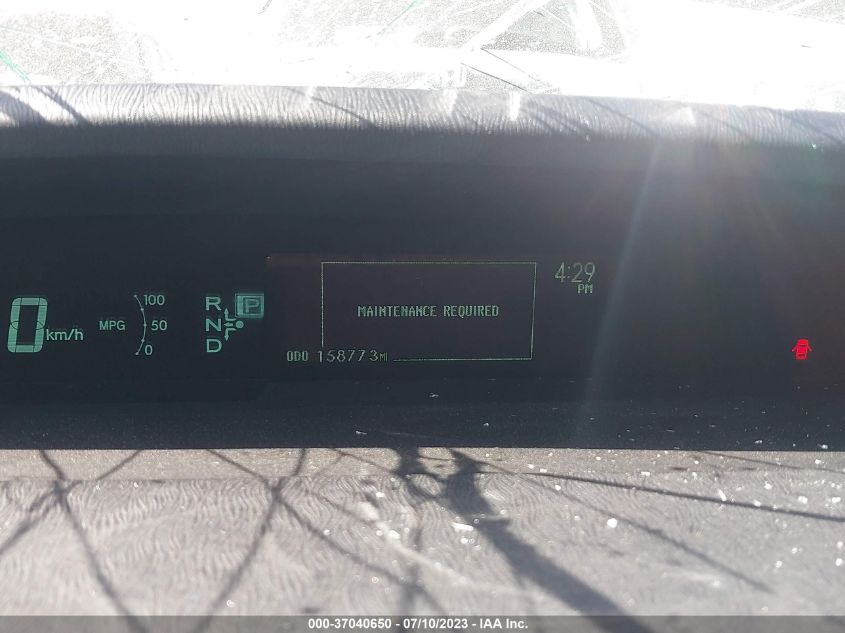 4:29
PM
100
R P
MAINTENANCE REQUIRED
0 km/h MPG 50 N
0
D
ODO 158773 MI
000-37040650 - 07/10/2023 - IAA Inc.